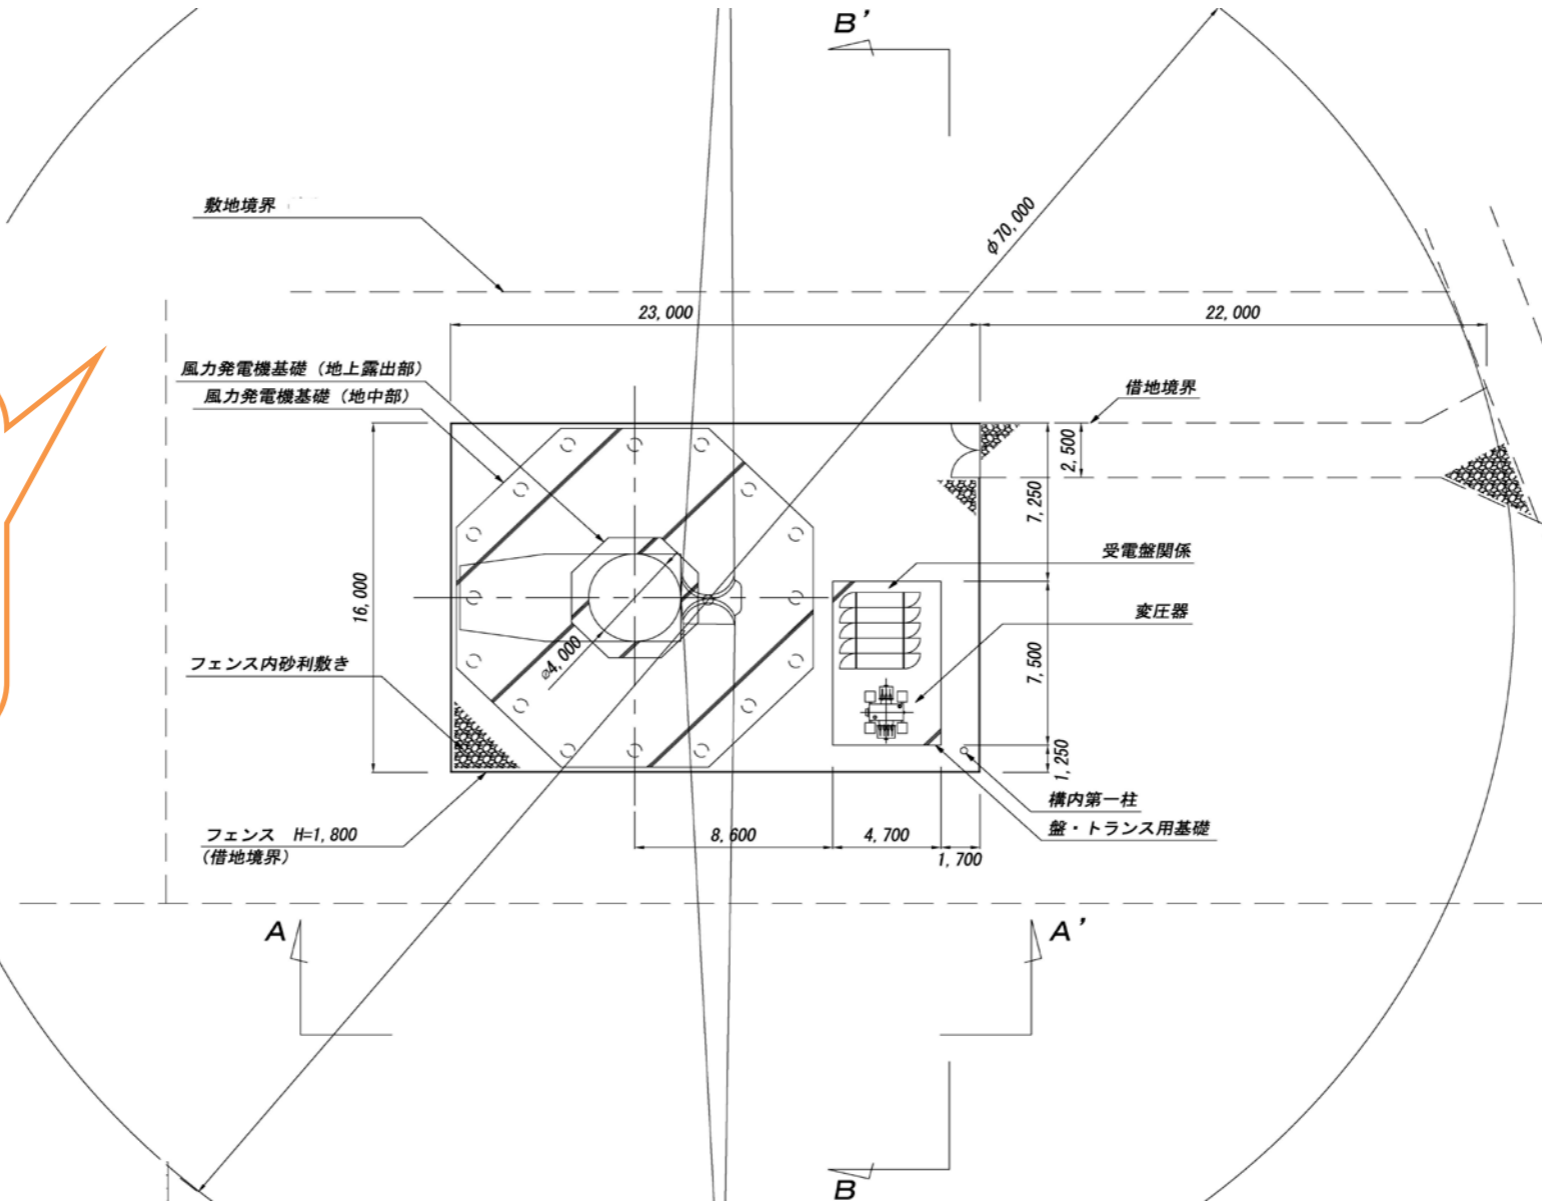 B’
φ70,000
敷地境界
23,000
22,000
風力発電機基礎（地上露出部）
風力発電機基礎（地中部）
借地境界
2,500
7,250
受電盤関係
16,000
変圧器
⌀4,000
7,500
フェンス内砂利敷き
1,250
構内第一柱
フェンス　H=1,800
（借地境界）
8,600
4,700
盤・トランス用基礎
1,700
A
A’
B